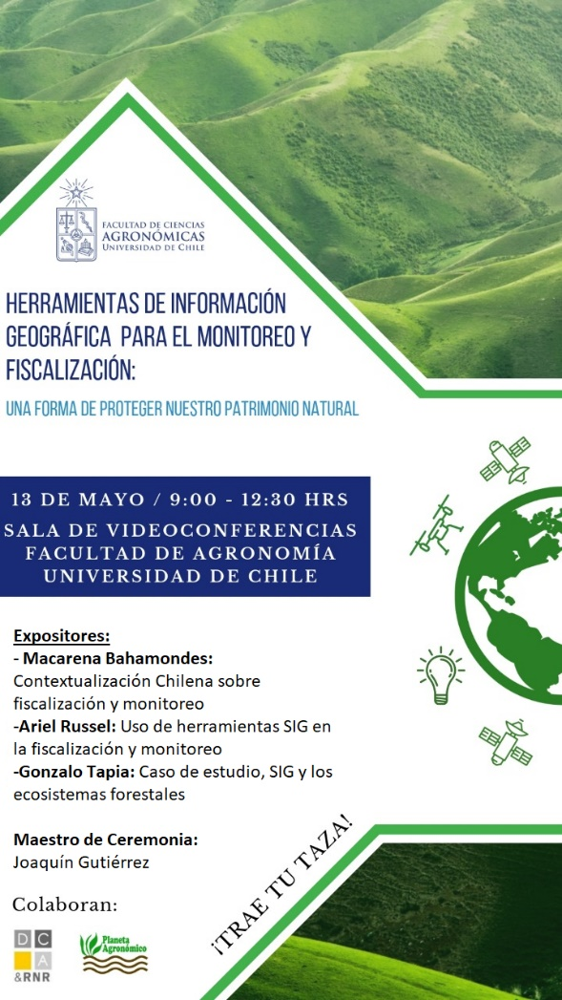 FACULTAD DE CIENCIAS
AGRONÓMICAS
UNIVERSIDAD DE CHILE
HERRAMIENTAS DE INFORMACIÓN
GEOGRÁFICA PARA EL MONITOREO Y
FISCALIZACIÓN:
UNA FORMA DE PROTEGER NUESTRO PATRIMONIO NATURAL
13 DE MAYO / 9:00 - 12:30 HRS
SALA DE VIDEOCONFERENCIAS
FACULTAD DE AGRONOMÍA
UNIVERSIDAD DE CHILE
Expositores:
- Macarena Bahamondes:
Contextualización Chilena sobre
fiscalización y monitoreo
-Ariel Russel: Uso de herramientas SIG en
la fiscalización y monitoreo
-Gonzalo Tapia: Caso de estudio, SIG y los
ecosistemas forestales
Maestro de Ceremonia:
Joaquín Gutiérrez
¡TRAE TU TAZA!
Colaboran:
D C
A
&RNR
Planeta
Agronómico